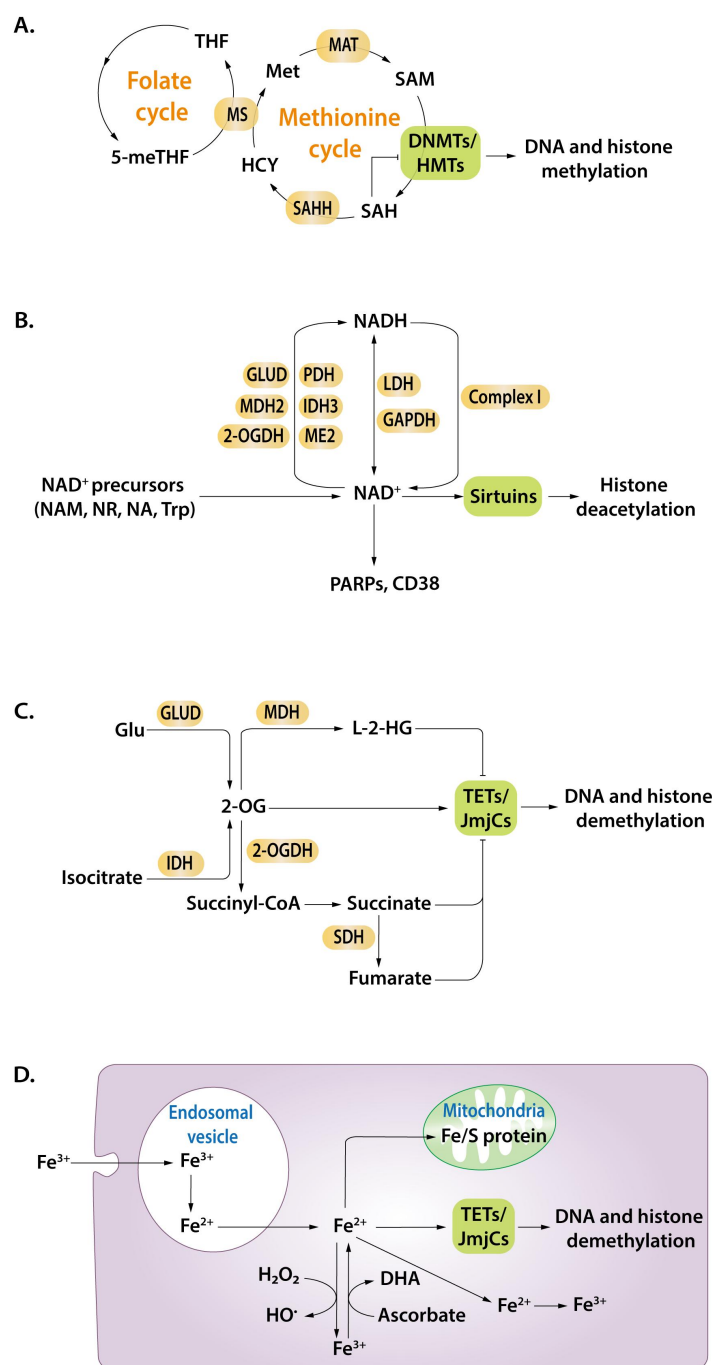 A.
THF
Folate
cycle
5-meTHF
MS
Met
MAT
SAM
Methionine
cycle
HCY
SAHH
SAH
DNMTs/
HMTs
DNA and histone
methylation
B.
NADH
GLUD
PDH
MDH2
IDH3
2-OGDH
ME2
LDH
GAPDH
Complex I
NAD⁺ precursors
(NAM, NR, NA, Trp)
NAD⁺
Sirtuins
Histone
deacetylation
PARPs, CD38
C.
Glu
GLUD
MDH
L-2-HG
2-OG
TETs/
JmjCs
DNA and histone
demethylation
Isocitrate
IDH
2-OGDH
Succinyl-CoA
Succinate
SDH
Fumarate
D.
Fe³⁺
Endosomal
vesicle
Fe³⁺
Fe²⁺
Mitochondria
Fe/S protein
Fe²⁺
TETs/
JmjCs
DNA and histone
demethylation
H₂O₂
HO•
DHA
Ascorbate
Fe³⁺
Fe²⁺
Fe³⁺